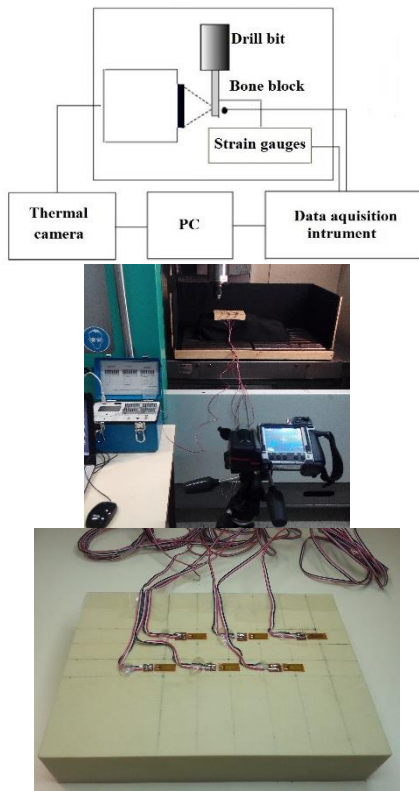 Drill bit
Bone block
Strain gauges
Thermal
camera
PC
Data aquisition
intrument